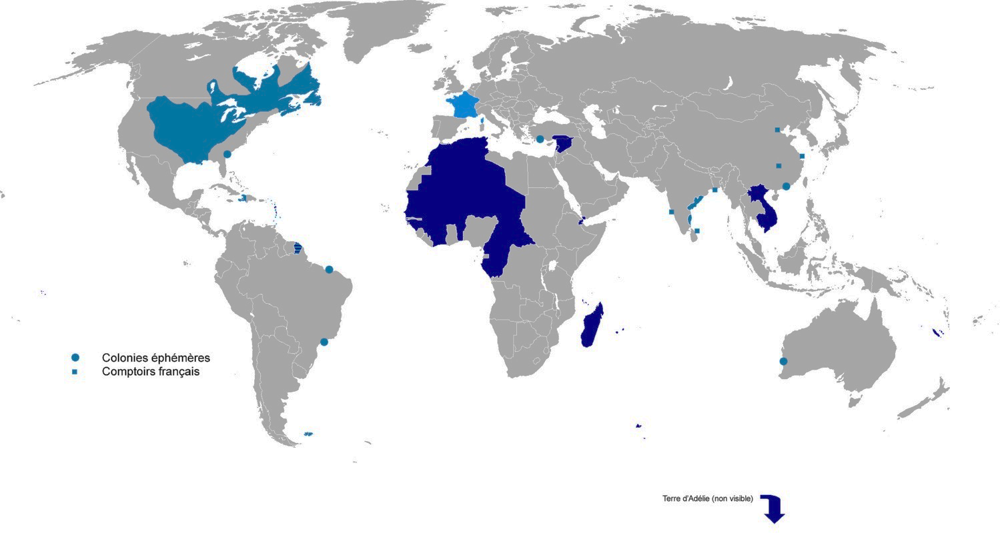 Colonies éphémères
Comptoirs français
Terre d'Adélie (non visible)